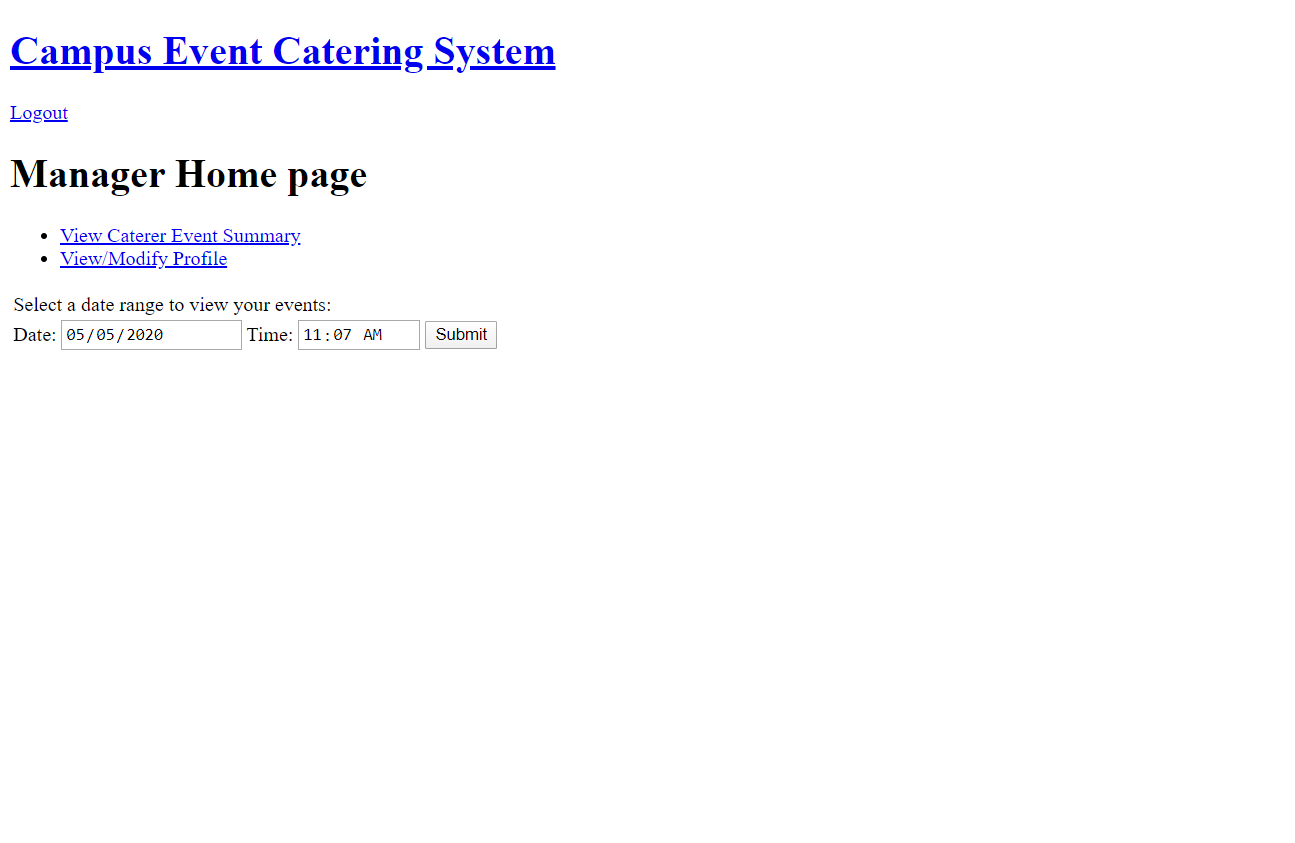 Campus Event Catering System
Logout
Manager Home page
View Caterer Event Summary
View/Modify Profile
Select a date range to view your events:
Date: 05/05/2020 Time: 11:07 AM Submit